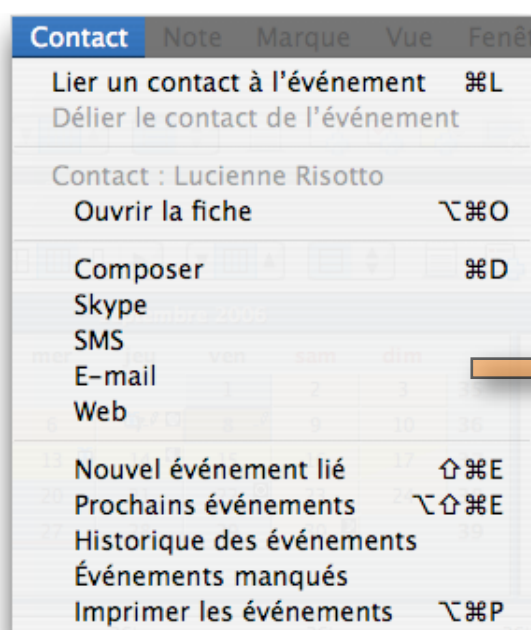 Contact Note Marque Vue Fenêt
Lier un contact à l'événement ⌘L
Délier le contact de l'événement
Contact : Lucienne Risotto
Ouvrir la fiche ⌥⌘O
Composer ⌘D
Skype
SMS
E-mail
Web
Nouvel événement lié ⇧⌘E
Prochains événements ⌥⇧⌘E
Historique des événements
Événements manqués
Imprimer les événements ⌥⌘P